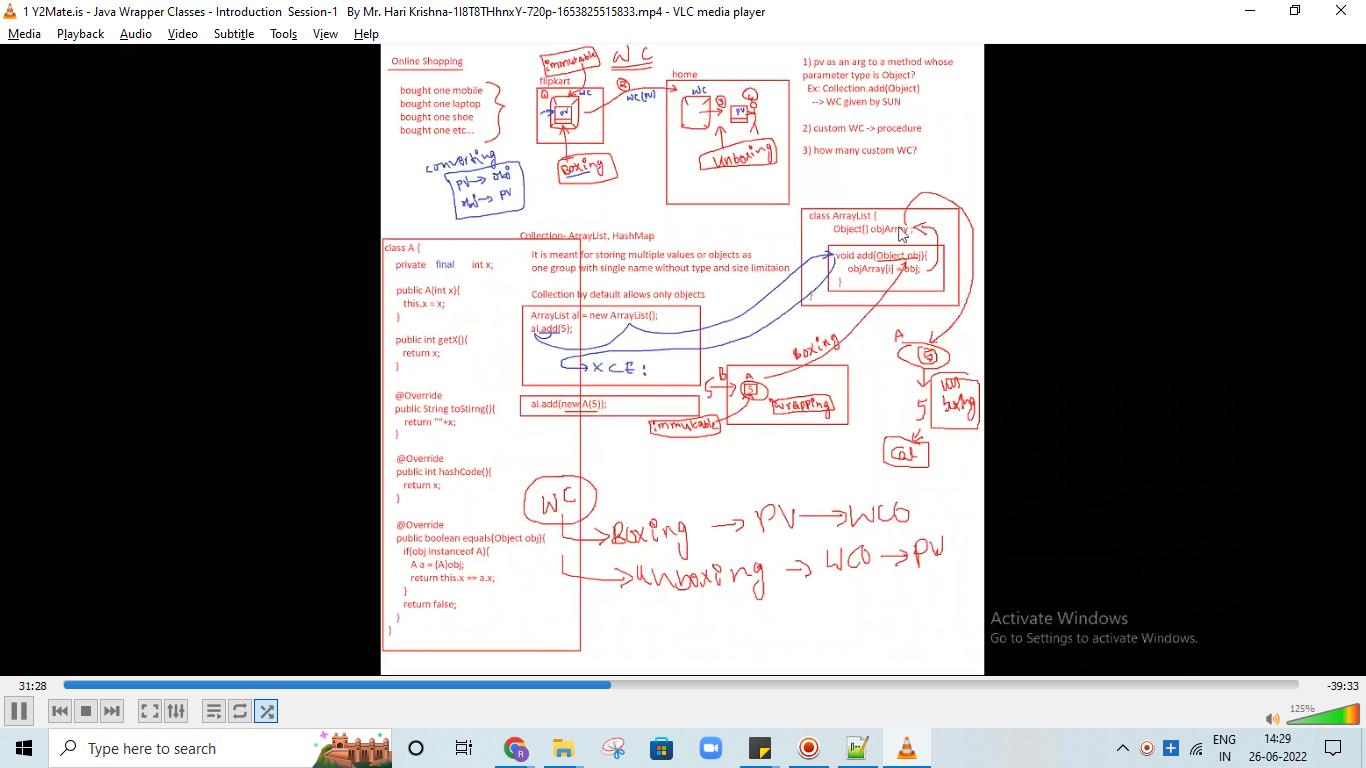 1 Y2Mate.is - Java Wrapper Classes - Introduction Session-1 By Mr. Hari Krishna-1I8T8THhnxY-720p-1653825515833.mp4 - VLC media player
Media Playback Audio Video Subtitle Tools View Help
Online Shopping
bought one mobile
bought one laptop
bought one shoe
bought one etc...
converting
PV → obj
obj → PV
immutable
WC
flipkart
1
WC
PV
Boxing
2
WC(PV)
home
WC
3
PV
Unboxing
1) pv as an arg to a method whose
parameter type is Object?
Ex: Collection.add(Object)
--> WC given by SUN
2) custom WC -> procedure
3) how many custom WC?
class A {
private final int x;
public A(int x){
this.x = x;
}
public int getX(){
return x;
}
@Override
public String toStirng(){
return ""+x;
}
@Override
public int hashCode(){
return x;
}
@Override
public boolean equals(Object obj){
if(obj instanceof A){
A a = (A)obj;
return this.x == a.x;
}
return false;
}
}
Collection- ArrayList, HashMap
It is meant for storing multiple values or objects as
one group with single name without type and size limitaion
Collection by default allows only objects
ArrayList al = new ArrayList();
al.add(5);
X CE:
al.add(new A(5));
class ArrayList {
Object[] objArray ;
void add(Object obj){
objArray[i] = obj;
}
}
Boxing
5
B
A
5
wrapping
immutable
A
5
5
Cal
WC
Boxing → PV → WCO
Unboxing → WCO → PV
Activate Windows
Go to Settings to activate Windows.
31:28
-39:33
125%
Type here to search
R
ENG
IN
14:29
26-06-2022